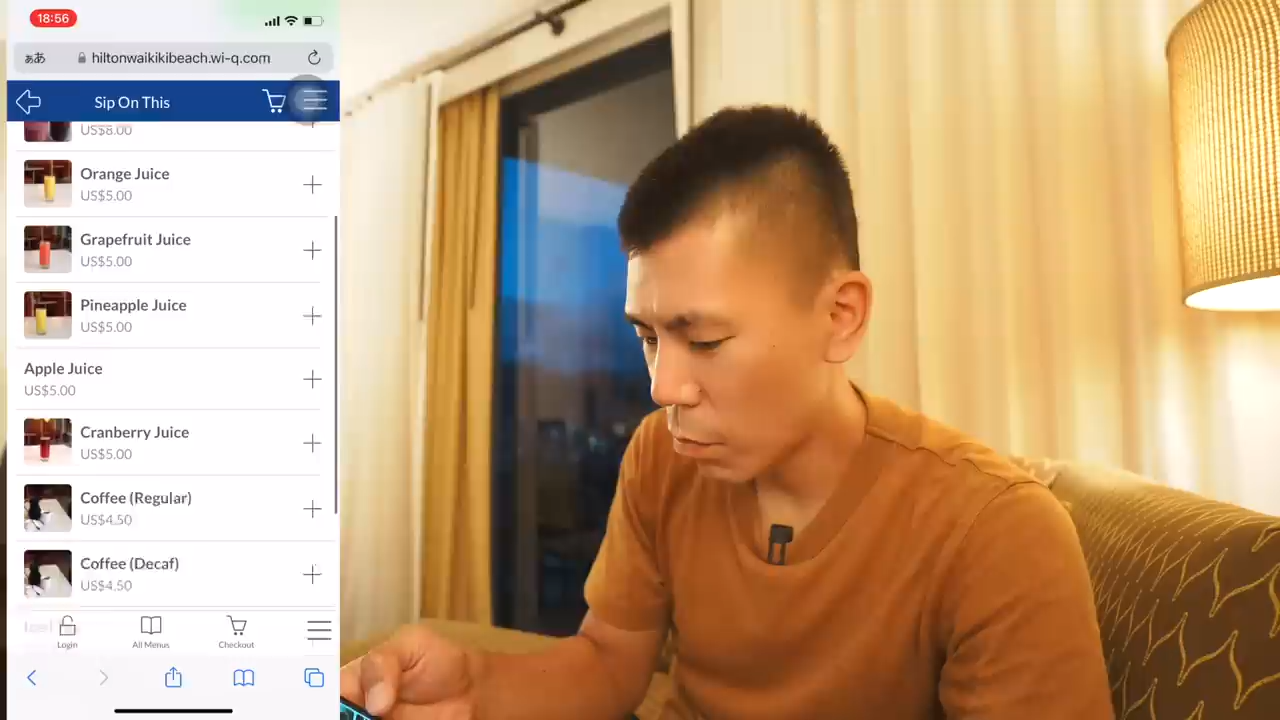 18:56
ぁあ hiltonwaikikibeach.wi-q.com
Sip On This
US$8.00
Orange Juice
US$5.00
Grapefruit Juice
US$5.00
Pineapple Juice
US$5.00
Apple Juice
US$5.00
Cranberry Juice
US$5.00
Coffee (Regular)
US$4.50
Coffee (Decaf)
US$4.50
Login All Menus Checkout